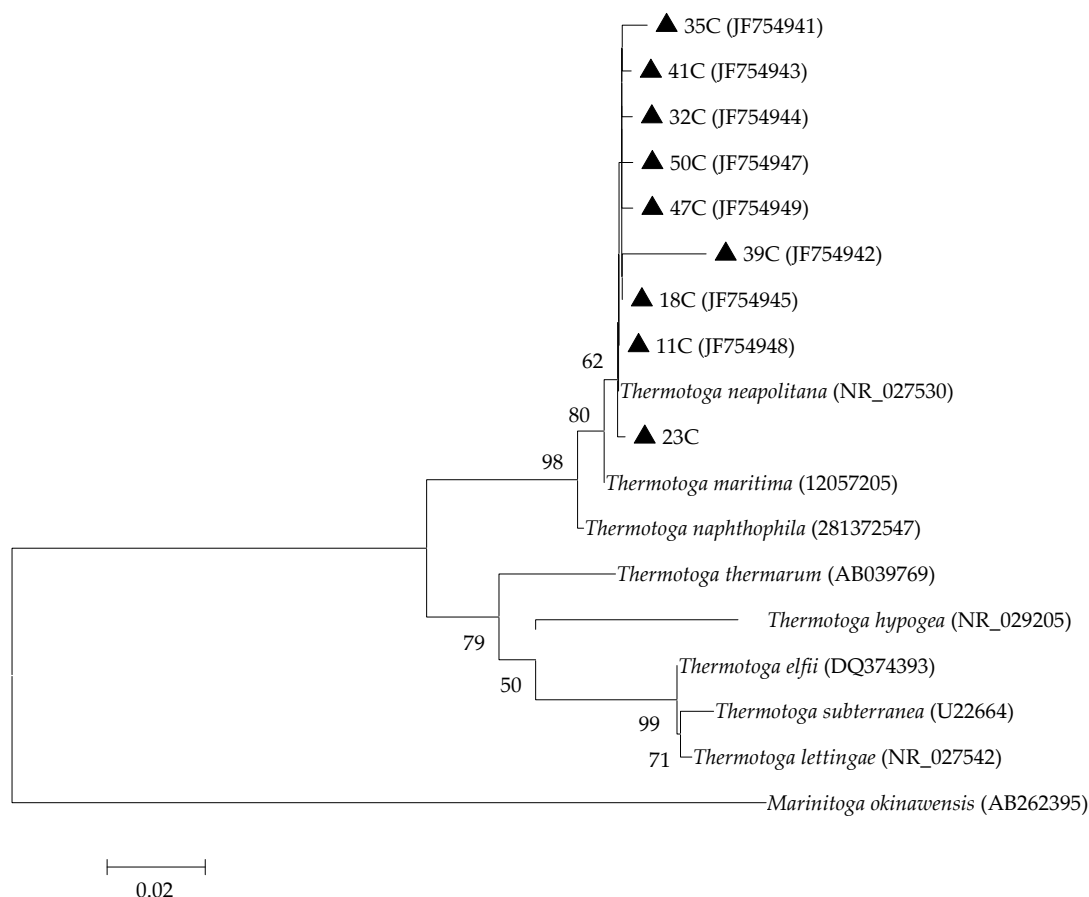 35C (JF754941)
41C (JF754943)
32C (JF754944)
50C (JF754947)
47C (JF754949)
39C (JF754942)
18C (JF754945)
11C (JF754948)
62
Thermotoga neapolitana (NR_027530)
80
23C
98
Thermotoga maritima (12057205)
Thermotoga naphthophila (281372547)
Thermotoga thermarum (AB039769)
Thermotoga hypogea (NR_029205)
79
Thermotoga elfii (DQ374393)
50
Thermotoga subterranea (U22664)
99
Thermotoga lettingae (NR_027542)
71
Marinitoga okinawensis (AB262395)
0.02